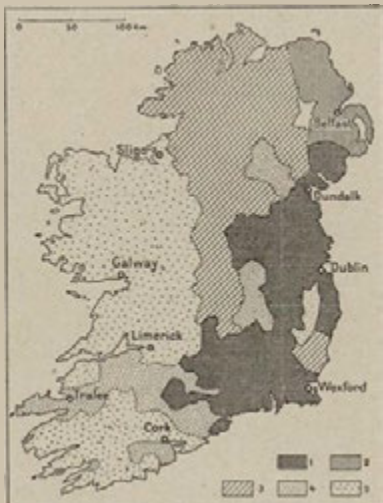 0 50 100 km
Belfast
Sligo
Dundalk
Galway
Dublin
Limerick
Tralee
Wexford
Cork
1 2
3 4 5